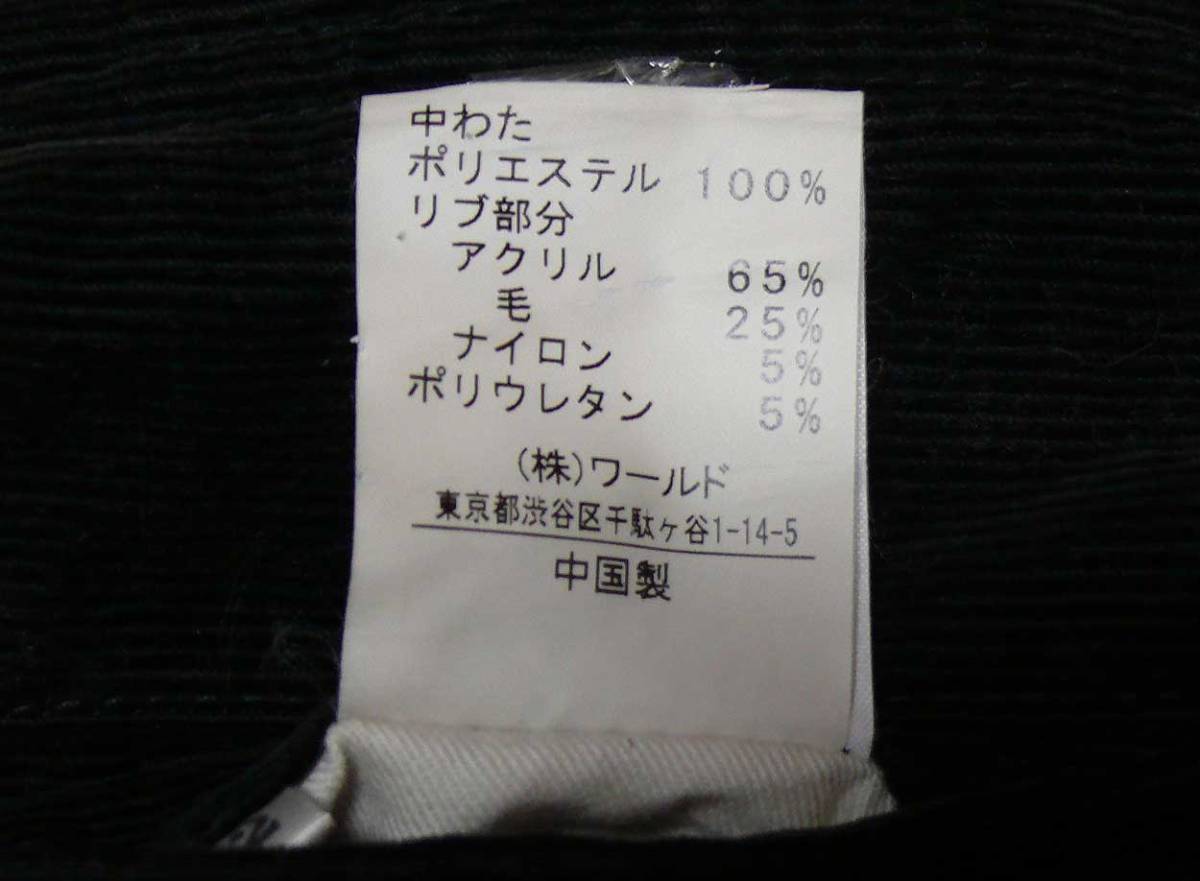 中わた
ポリエステル 100%
リブ部分
アクリル 65%
毛 25%
ナイロン 5%
ポリウレタン 5%
(株)ワールド
東京都渋谷区千駄ヶ谷1-14-5
中国製